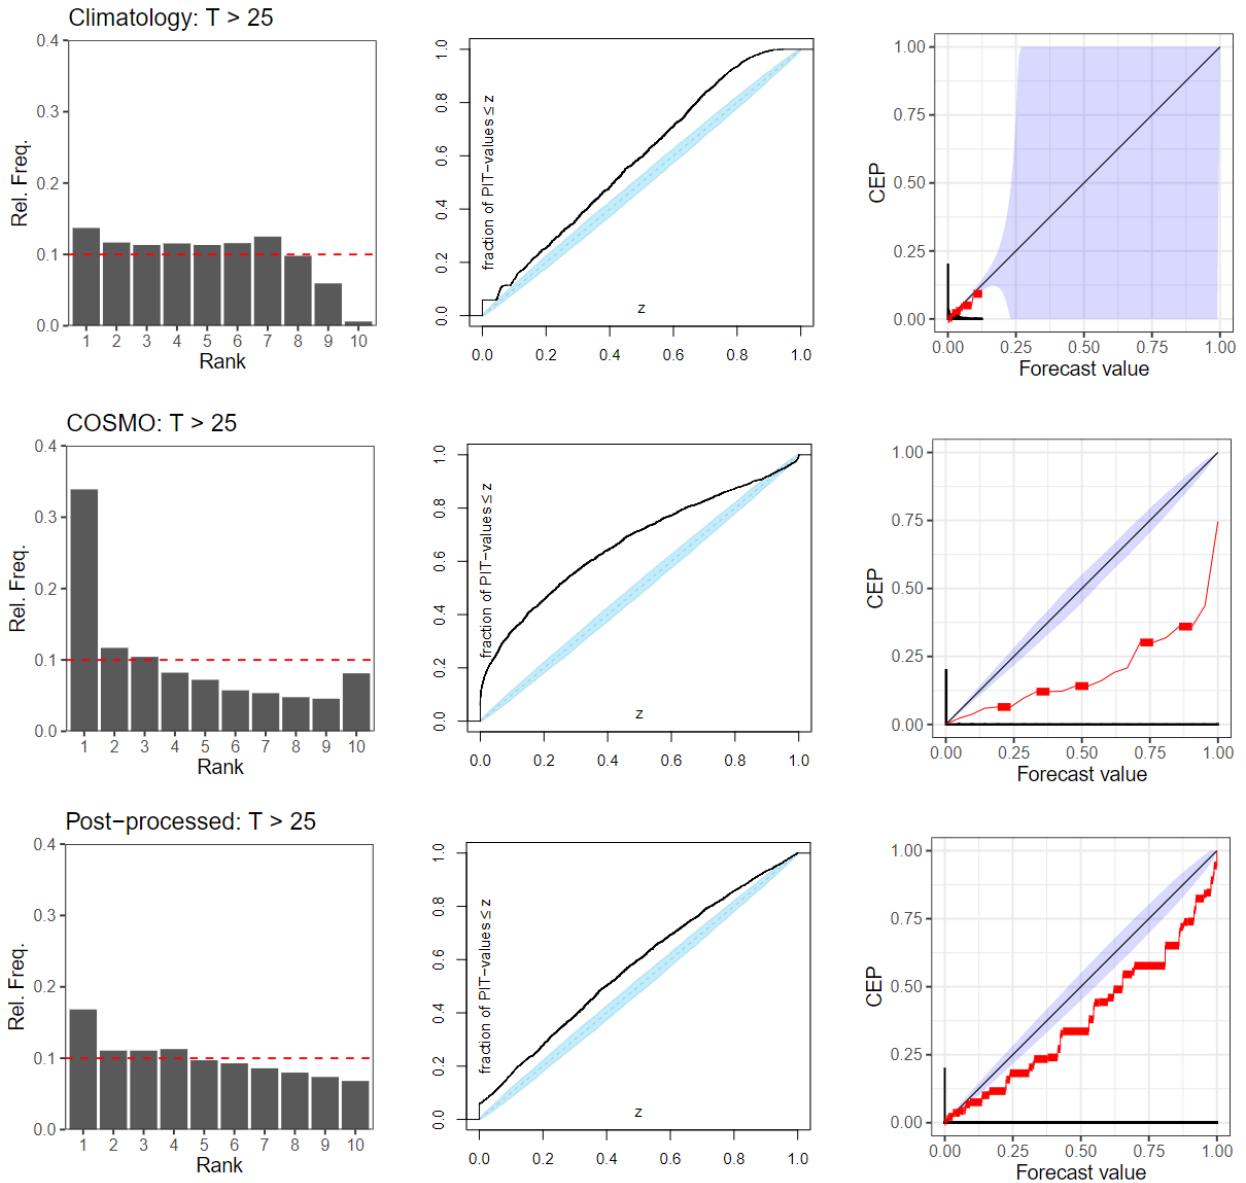 Climatology: T > 25
0.4
0.3
0.2
0.1
0.0
Rel. Freq.
1 2 3 4 5 6 7 8 9 10
Rank
1.0
0.8
0.6
0.4
0.2
0.0
fraction of PIT−values ≤ z
z
0.0 0.2 0.4 0.6 0.8 1.0
1.00
0.75
0.50
0.25
0.00
CEP
0.00 0.25 0.50 0.75 1.00
Forecast value
COSMO: T > 25
0.4
0.3
0.2
0.1
0.0
Rel. Freq.
1 2 3 4 5 6 7 8 9 10
Rank
1.0
0.8
0.6
0.4
0.2
0.0
fraction of PIT−values ≤ z
z
0.0 0.2 0.4 0.6 0.8 1.0
1.00
0.75
0.50
0.25
0.00
CEP
0.00 0.25 0.50 0.75 1.00
Forecast value
Post−processed: T > 25
0.4
0.3
0.2
0.1
0.0
Rel. Freq.
1 2 3 4 5 6 7 8 9 10
Rank
1.0
0.8
0.6
0.4
0.2
0.0
fraction of PIT−values ≤ z
z
0.0 0.2 0.4 0.6 0.8 1.0
1.00
0.75
0.50
0.25
0.00
CEP
0.00 0.25 0.50 0.75 1.00
Forecast value